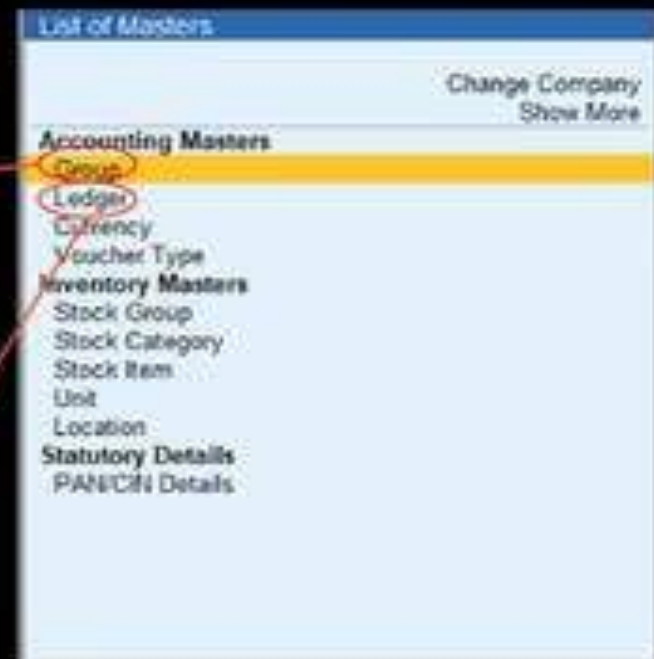 List of Masters
Change Company
Show More
Accounting Masters
Group
Ledger
Currency
Voucher Type
Inventory Masters
Stock Group
Stock Category
Stock Item
Unit
Location
Statutory Details
PAN/CIN Details